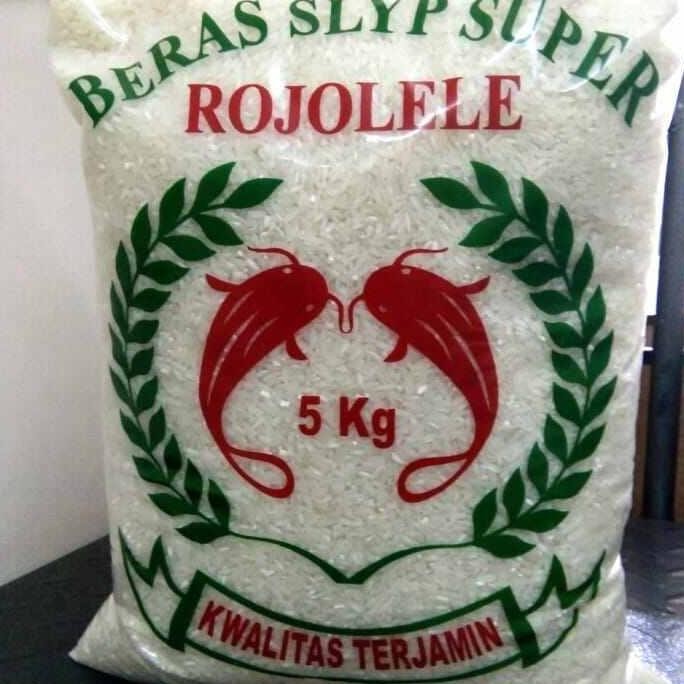 BERAS SLYP SUPER
ROJOLELE
5 Kg
KWALITAS TERJAMIN